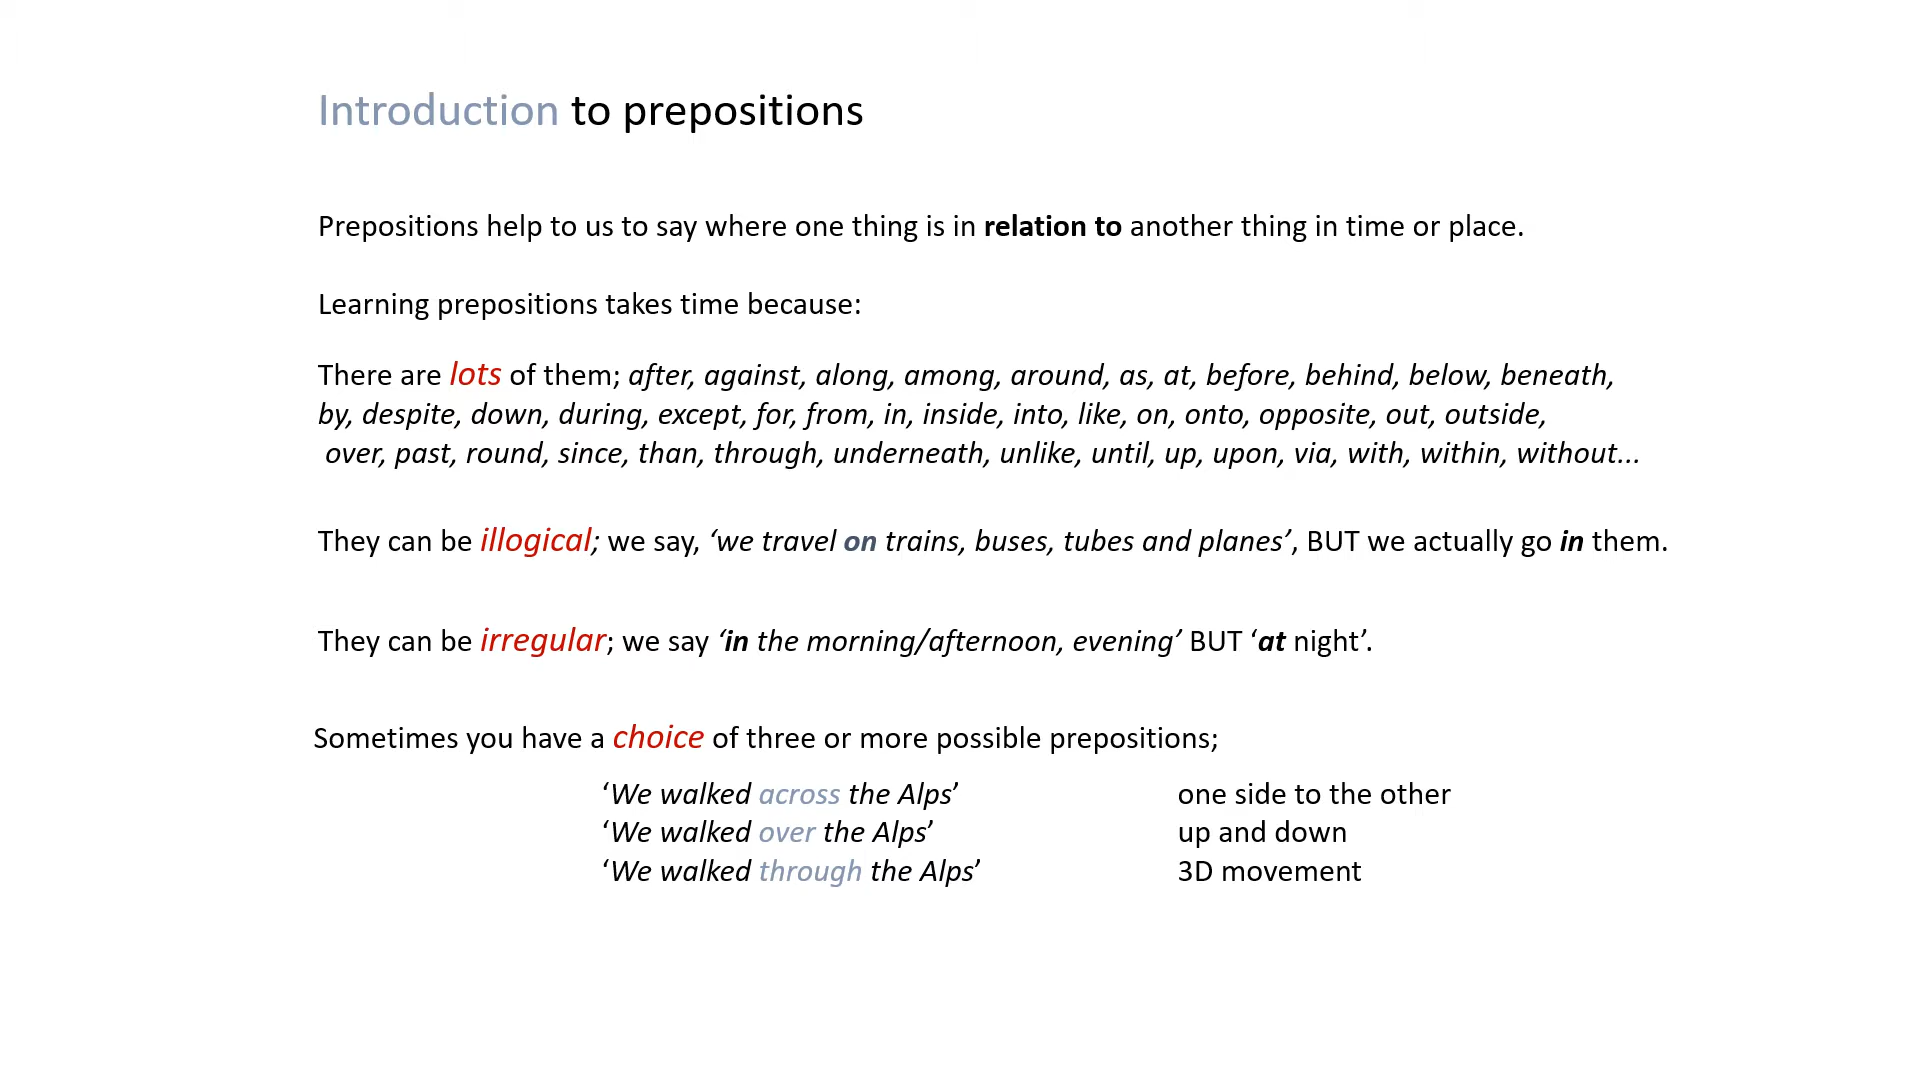 Introduction to prepositions
Prepositions help to us to say where one thing is in relation to another thing in time or place.
Learning prepositions takes time because:
There are lots of them; after, against, along, among, around, as, at, before, behind, below, beneath,
by, despite, down, during, except, for, from, in, inside, into, like, on, onto, opposite, out, outside,
over, past, round, since, than, through, underneath, unlike, until, up, upon, via, with, within, without...
They can be illogical; we say, ‘we travel on trains, buses, tubes and planes’, BUT we actually go in them.
They can be irregular; we say ‘in the morning/afternoon, evening’ BUT ‘at night’.
Sometimes you have a choice of three or more possible prepositions;
‘We walked across the Alps’ one side to the other
‘We walked over the Alps’ up and down
‘We walked through the Alps’ 3D movement